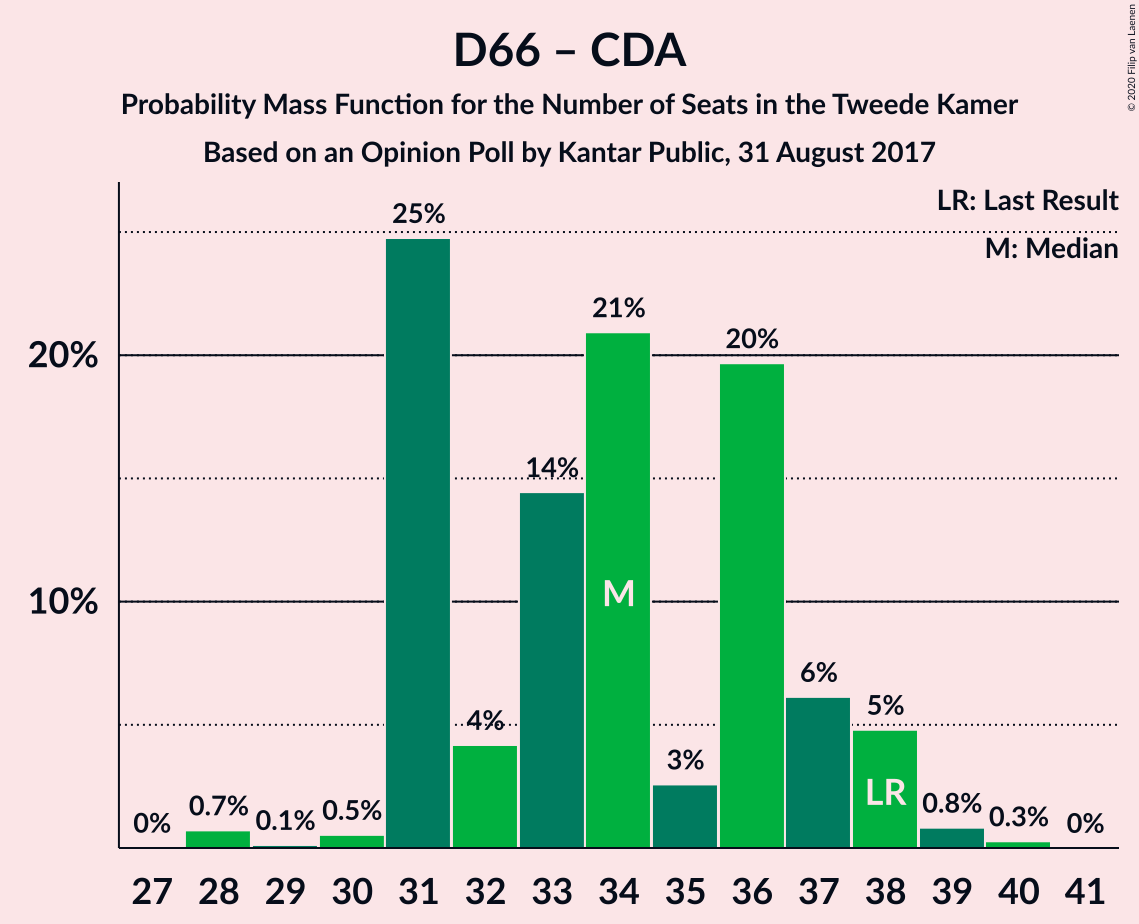 D66 – CDA
Probability Mass Function for the Number of Seats in the Tweede Kamer
Based on an Opinion Poll by Kantar Public, 31 August 2017
© 2020 Filip van Laenen
LR: Last Result
M: Median
20%
10%
0%
0.7%
0.1%
0.5%
25%
4%
14%
21%
3%
20%
6%
5%
0.8%
0.3%
0%
M
LR
27 28 29 30 31 32 33 34 35 36 37 38 39 40 41